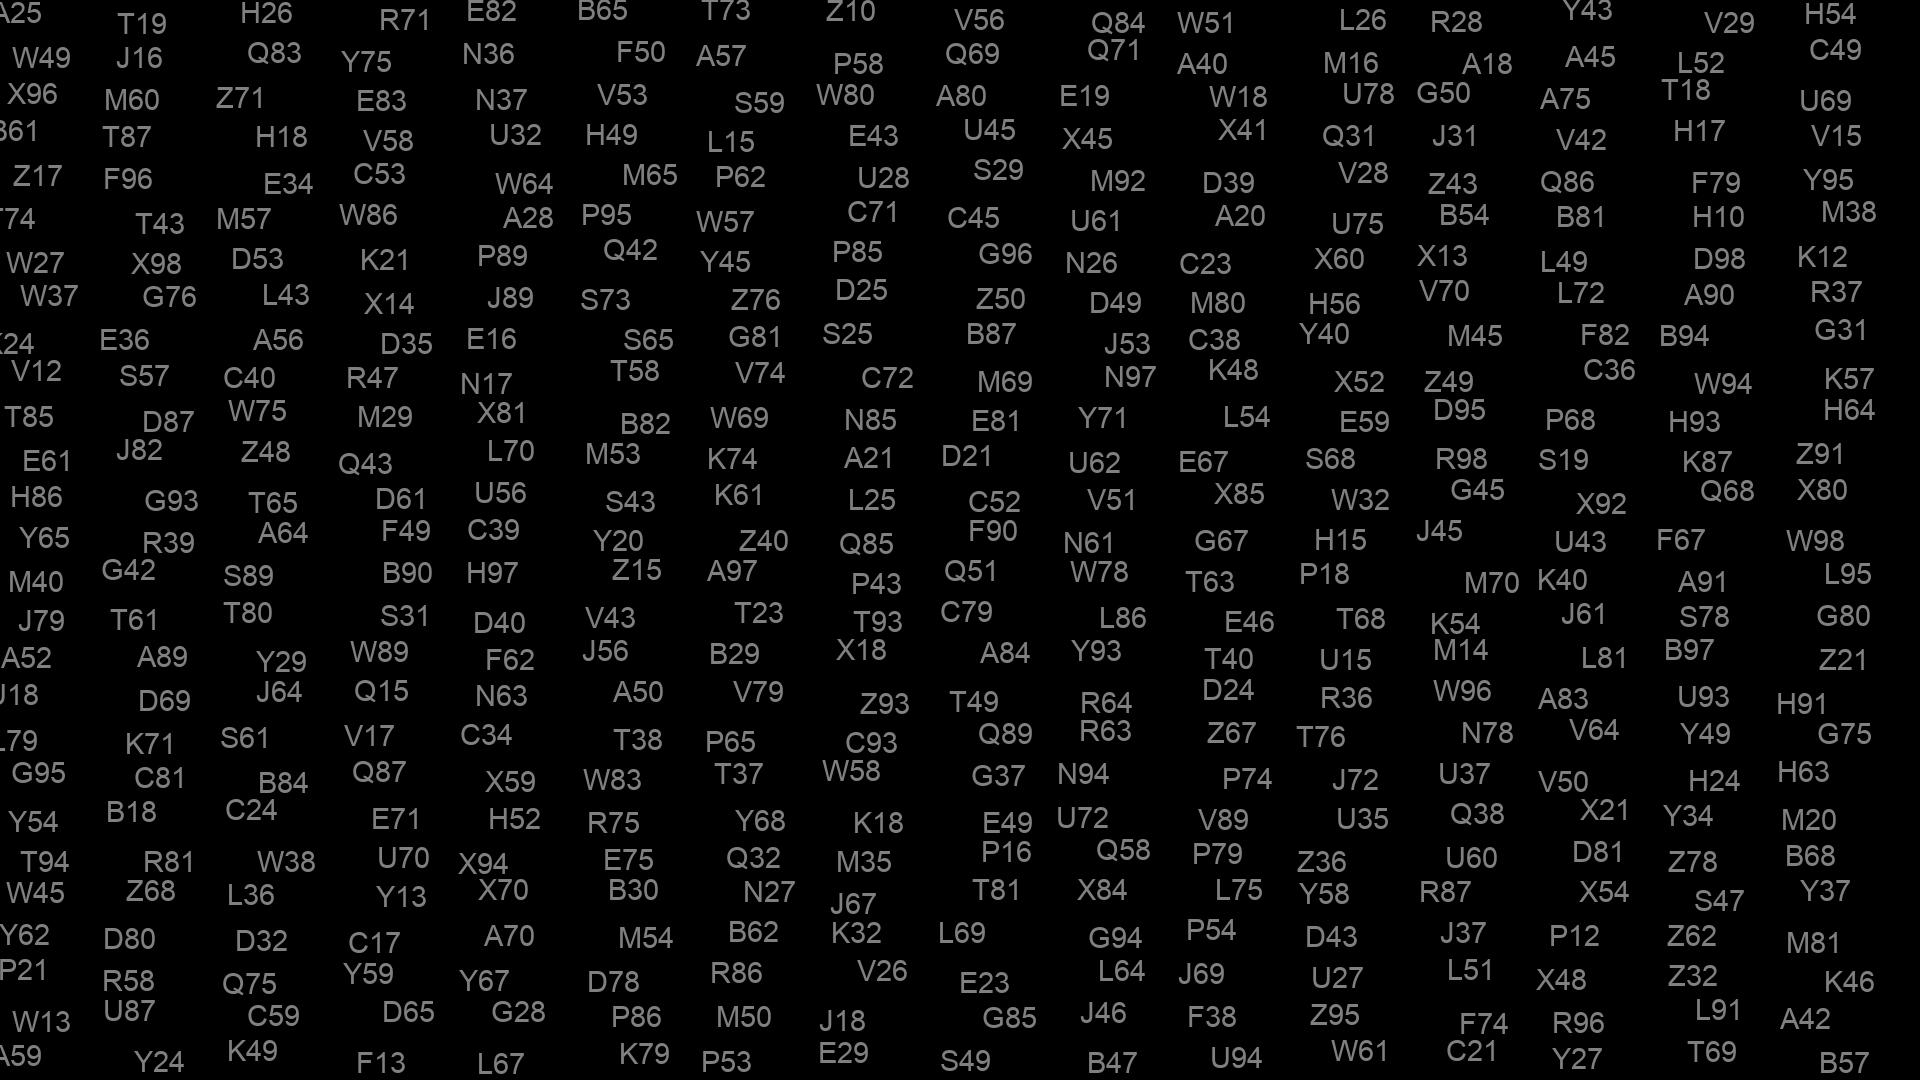 A25 T19 H26 R71 E82 B65 T73 Z10 V56 Q84 W51 L26 R28 Y43 V29 H54
W49 J16 Q83 Y75 N36 F50 A57 P58 Q69 Q71 A40 M16 A18 A45 L52 C49
X96 M60 Z71 E83 N37 V53 S59 W80 A80 E19 W18 U78 G50 A75 T18 U69
B61 T87 H18 V58 U32 H49 L15 E43 U45 X45 X41 Q31 J31 V42 H17 V15
Z17 F96 E34 C53 W64 M65 P62 U28 S29 M92 D39 V28 Z43 Q86 F79 Y95
T43 M57 W86 A28 P95 W57 C71 C45 U61 A20 U75 B54 B81 H10 M38
W27 X98 D53 K21 P89 Q42 Y45 P85 G96 N26 C23 X60 X13 L49 D98 K12
W37 G76 L43 X14 J89 S73 Z76 D25 Z50 D49 M80 H56 V70 L72 A90 R37
E36 A56 D35 E16 S65 G81 S25 B87 J53 C38 Y40 M45 F82 B94 G31
V12 S57 C40 R47 N17 T58 V74 C72 M69 N97 K48 X52 Z49 C36 W94 K57
T85 D87 W75 M29 X81 B82 W69 N85 E81 Y71 L54 E59 D95 P68 H93 H64
E61 J82 Z48 Q43 L70 M53 K74 A21 D21 U62 E67 S68 R98 S19 K87 Z91
H86 G93 T65 D61 U56 S43 K61 L25 C52 V51 X85 W32 G45 X92 Q68 X80
Y65 R39 A64 F49 C39 Y20 Z40 Q85 F90 N61 G67 H15 J45 U43 F67 W98
M40 G42 S89 B90 H97 Z15 A97 P43 Q51 W78 T63 P18 M70 K40 A91 L95
J79 T61 T80 S31 D40 V43 T23 T93 C79 L86 E46 T68 K54 J61 S78 G80
A52 A89 Y29 W89 F62 J56 B29 X18 A84 Y93 T40 U15 M14 L81 B97 Z21
D69 J64 Q15 N63 A50 V79 Z93 T49 R64 D24 R36 W96 A83 U93 H91
L79 K71 S61 V17 C34 T38 P65 C93 Q89 R63 Z67 T76 N78 V64 Y49 G75
G95 C81 B84 Q87 X59 W83 T37 W58 G37 N94 P74 J72 U37 V50 H24 H63
Y54 B18 C24 E71 H52 R75 Y68 K18 E49 U72 V89 U35 Q38 X21 Y34 M20
T94 R81 W38 U70 X94 E75 Q32 M35 P16 Q58 P79 Z36 U60 D81 Z78 B68
W45 Z68 L36 Y13 X70 B30 N27 J67 T81 X84 L75 Y58 R87 X54 S47 Y37
Y62 D80 D32 C17 A70 M54 B62 K32 L69 G94 P54 D43 J37 P12 Z62 M81
P21 R58 Q75 Y59 Y67 D78 R86 V26 E23 L64 J69 U27 L51 X48 Z32 K46
W13 U87 C59 D65 G28 P86 M50 J18 G85 J46 F38 Z95 F74 R96 L91 A42
A59 Y24 K49 F13 L67 K79 P53 E29 S49 B47 U94 W61 C21 Y27 T69 B57